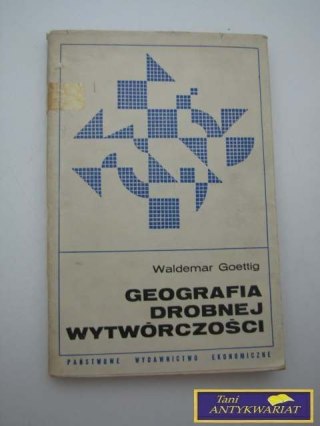 Waldemar Goettig
GEOGRAFIA
DROBNEJ
WYTWÓRCZOŚCI
PAŃSTWOWE WYDAWNICTWO EKONOMICZNE
Tani
ANTYKWARIAT